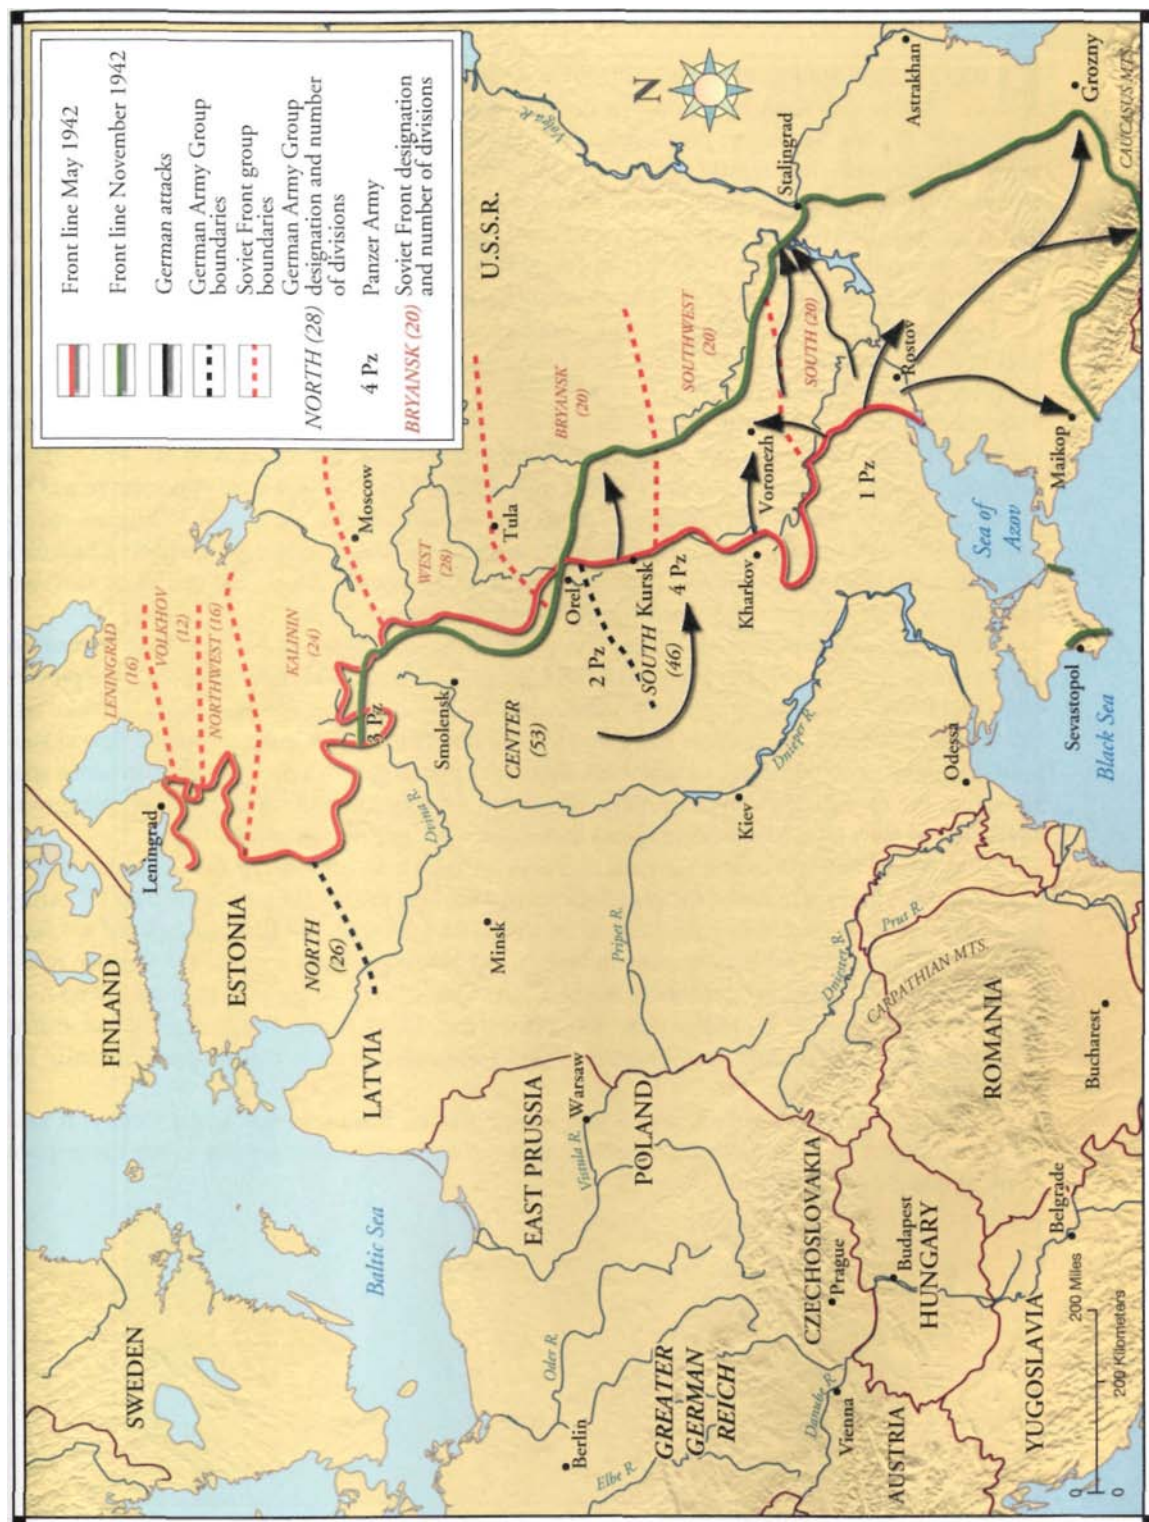 Front line May 1942
Front line November 1942
German attacks
German Army Group
boundaries
Soviet Front group
boundaries
NORTH (28)
German Army Group
designation and number
of divisions
4 Pz
Panzer Army
BRYANSK (20)
Soviet Front designation
and number of divisions
N
SWEDEN
FINLAND
Leningrad
LENINGRAD
(16)
VOLKHOV
(12)
NORTHWEST (16)
ESTONIA
NORTH
(26)
KALININ
(24)
Moscow
Baltic Sea
LATVIA
Dvina R.
3 Pz
WEST
(28)
Smolensk
Tula
U.S.S.R.
Volga R.
Minsk
CENTER
(53)
EAST PRUSSIA
Warsaw
Vistula R.
Oder R.
Berlin
Elbe R.
Orel
BRYANSK
(20)
2 Pz
SOUTH
(46)
Kursk
4 Pz
POLAND
Pripet R.
GREATER
GERMAN
REICH
SOUTHWEST
(20)
Kiev
Kharkov
Voronezh
Stalingrad
SOUTH (20)
Dnieper R.
Dniester R.
CZECHOSLOVAKIA
Prague
Danube R.
Vienna
1 Pz
Rostov
Astrakhan
Prut R.
CARPATHIAN MTS.
Budapest
HUNGARY
AUSTRIA
Odessa
Sea of
Azov
ROMANIA
YUGOSLAVIA
Belgrade
Bucharest
Sevastopol
Black Sea
Maikop
Grozny
CAUCASUS MTS.
0
200 Miles
0
200 Kilometers